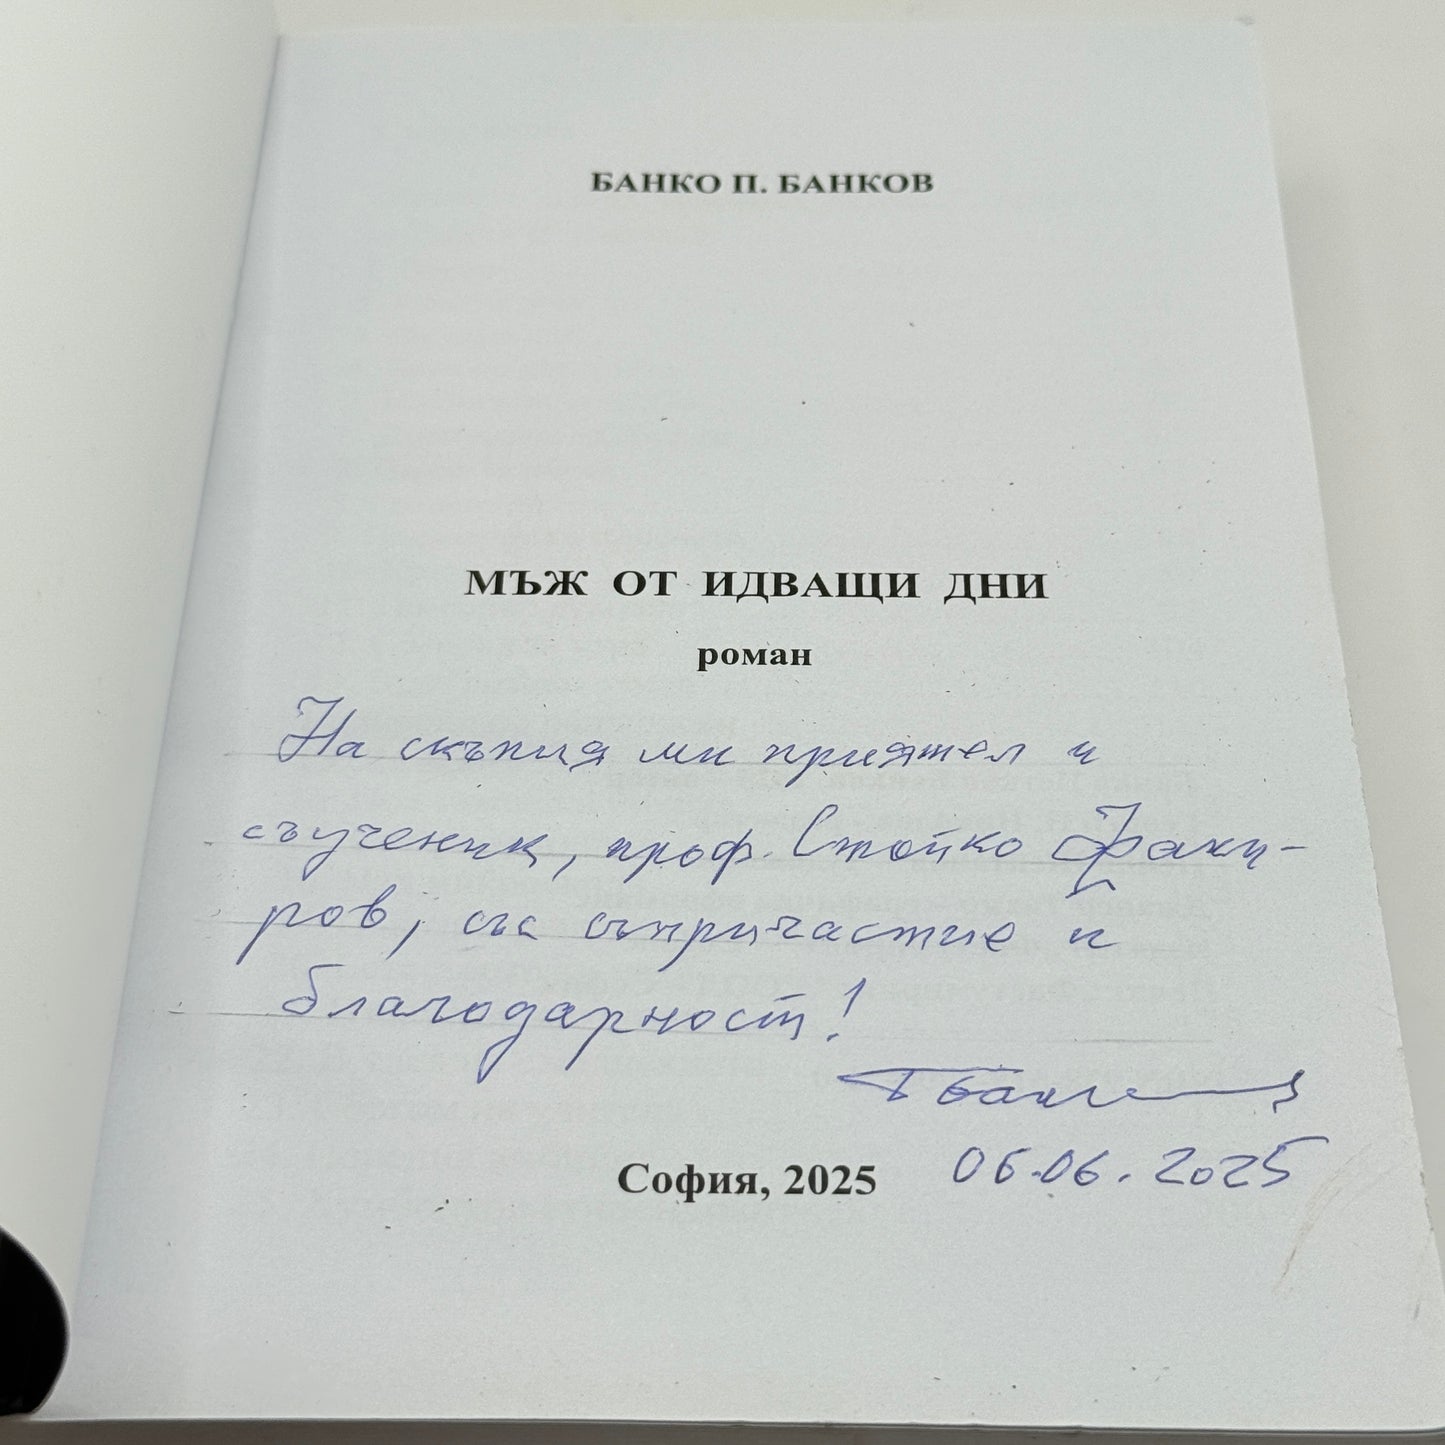 БАНКО П. БАНКОВ
МЪЖ ОТ ИДВАЩИ ДНИ
роман
На скъпия ми приятел и
съученик, проф. Стойко Факи-
ров, със съпричастие и
благодарност!
София, 2025
06.06.2025